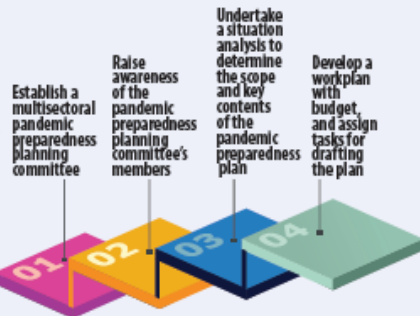 Establish a
multisectoral
pandemic
preparedness
planning
committee
Raise
awareness
of the
pandemic
preparedness
planning
committee's
members
Undertake
a situation
analysis to
determine
the scope
and key
contents
of the
pandemic
preparedness
plan
Develop a
workplan
with
budget,
and assign
tasks for
drafting
the plan
01
02
03
04